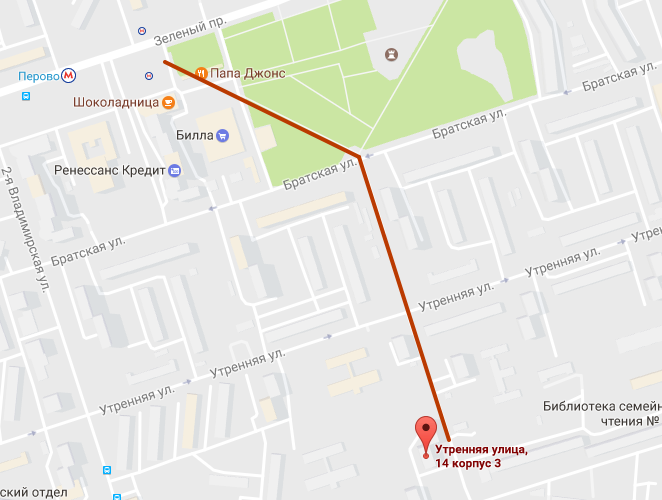 Зеленый пр.
Перово М
Папа Джонс
Шоколадница
Билла
Братская ул.
Братская ул.
Ренессанс Кредит
Братская ул.
Братская ул.
2-я Владимирская ул.
Утренняя
Утренняя ул.
Утренняя ул.
Утренняя ул.
Утренняя ул.
Библиотека семейн
чтения №
Утренняя улица,
14 корпус 3
ский отдел